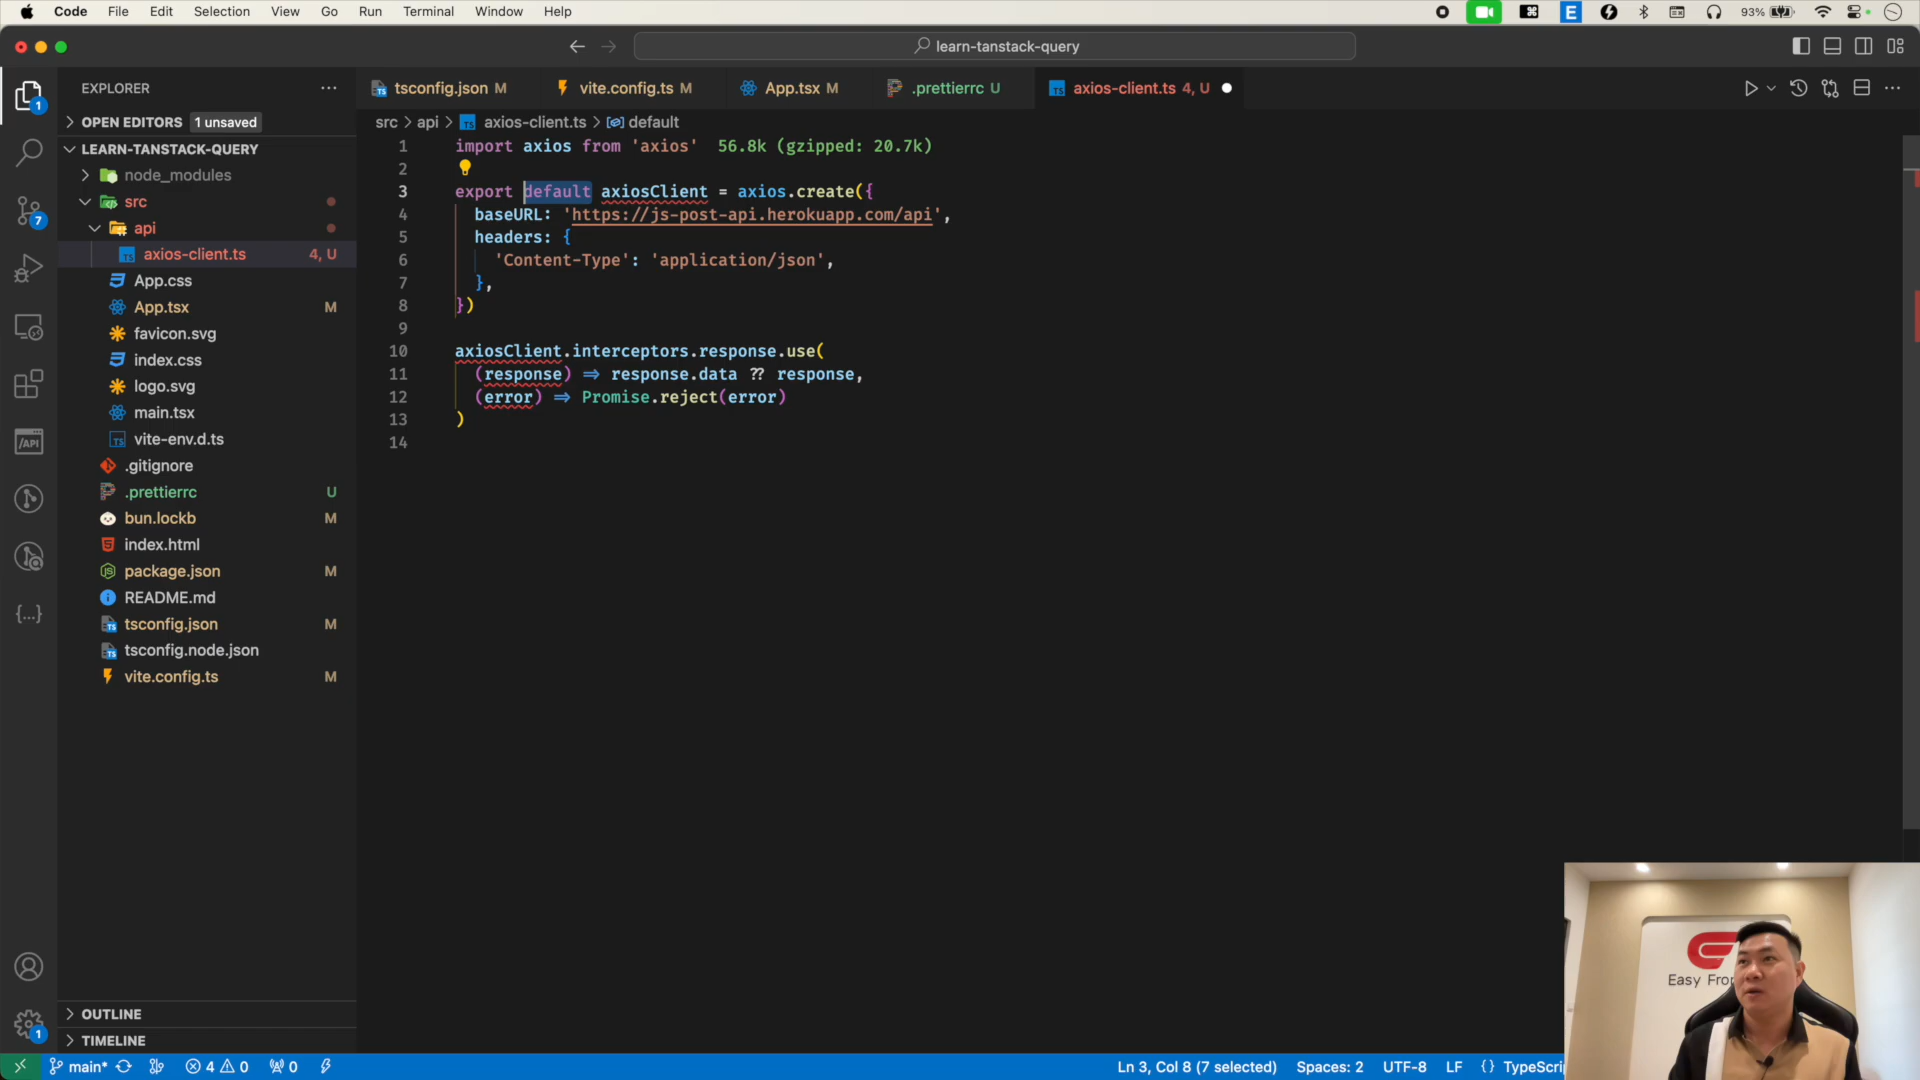 Code File Edit Selection View Go Run Terminal Window Help
93%
learn-tanstack-query
EXPLORER
OPEN EDITORS 1 unsaved
LEARN-TANSTACK-QUERY
node_modules
src
api
axios-client.ts 4, U
App.css
App.tsx M
favicon.svg
index.css
logo.svg
main.tsx
vite-env.d.ts
.gitignore
.prettierrc U
bun.lockb M
index.html
package.json M
README.md
tsconfig.json M
tsconfig.node.json
vite.config.ts M
OUTLINE
TIMELINE
tsconfig.json M vite.config.ts M App.tsx M .prettierrc U axios-client.ts 4, U
src > api > axios-client.ts > default
1 import axios from 'axios' 56.8k (gzipped: 20.7k)
2
3 export default axiosClient = axios.create({
4 baseURL: 'https://js-post-api.herokuapp.com/api',
5 headers: {
6 'Content-Type': 'application/json',
7 },
8 })
9
10 axiosClient.interceptors.response.use(
11 (response) => response.data ?? response,
12 (error) => Promise.reject(error)
13 )
14
Easy Fro
main* 4 0 0 Ln 3, Col 8 (7 selected) Spaces: 2 UTF-8 LF {} TypeScri